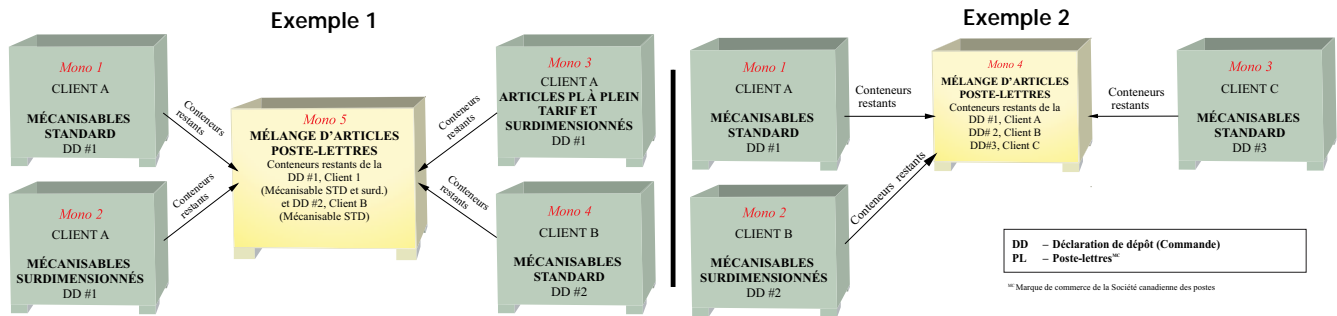 Exemple 1
Mono 1
CLIENT A
MÉCANISABLES
STANDARD
DD #1
Conteneurs
restants
Mono 2
CLIENT A
MÉCANISABLES
SURDIMENSIONNÉS
DD #1
Conteneurs
restants
Mono 5
MÉLANGE D'ARTICLES
POSTE-LETTRES
Conteneurs restants de la
DD #1, Client 1
(Mécanisable STD et surd.)
et DD #2, Client B
(Mécanisable STD)
Mono 3
CLIENT A
ARTICLES PL À PLEIN
TARIF ET
SURDIMENSIONNÉS
DD #1
Conteneurs
restants
Mono 4
CLIENT B
MÉCANISABLES
STANDARD
DD #2
Conteneurs
restants
Exemple 2
Mono 1
CLIENT A
MÉCANISABLES
STANDARD
DD #1
Conteneurs
restants
Mono 2
CLIENT B
MÉCANISABLES
SURDIMENSIONNÉS
DD #2
Conteneurs restants
Mono 4
MÉLANGE D'ARTICLES
POSTE-LETTRES
Conteneurs restants de la
DD #1, Client A
DD# 2, Client B
DD#3, Client C
Conteneurs
restants
Mono 3
CLIENT C
MÉCANISABLES
STANDARD
DD #3
DD – Déclaration de dépôt (Commande)
PL – Poste-lettres MC
MC Marque de commerce de la Société canadienne des postes